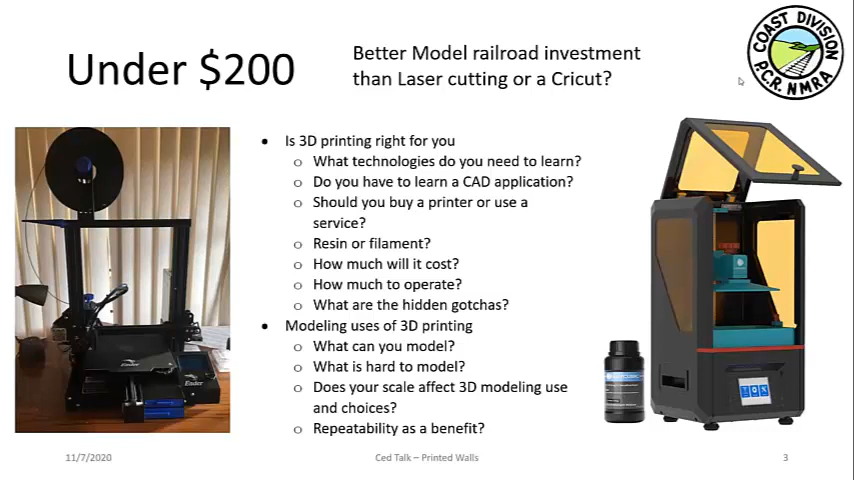 Under $200
Better Model railroad investment
than Laser cutting or a Cricut?
COAST DIVISION
P.C.R. NMRA
• Is 3D printing right for you
o What technologies do you need to learn?
o Do you have to learn a CAD application?
o Should you buy a printer or use a
service?
o Resin or filament?
o How much will it cost?
o How much to operate?
o What are the hidden gotchas?
• Modeling uses of 3D printing
o What can you model?
o What is hard to model?
o Does your scale affect 3D modeling use
and choices?
o Repeatability as a benefit?
Ender
Ender
11/7/2020
Ced Talk – Printed Walls
3